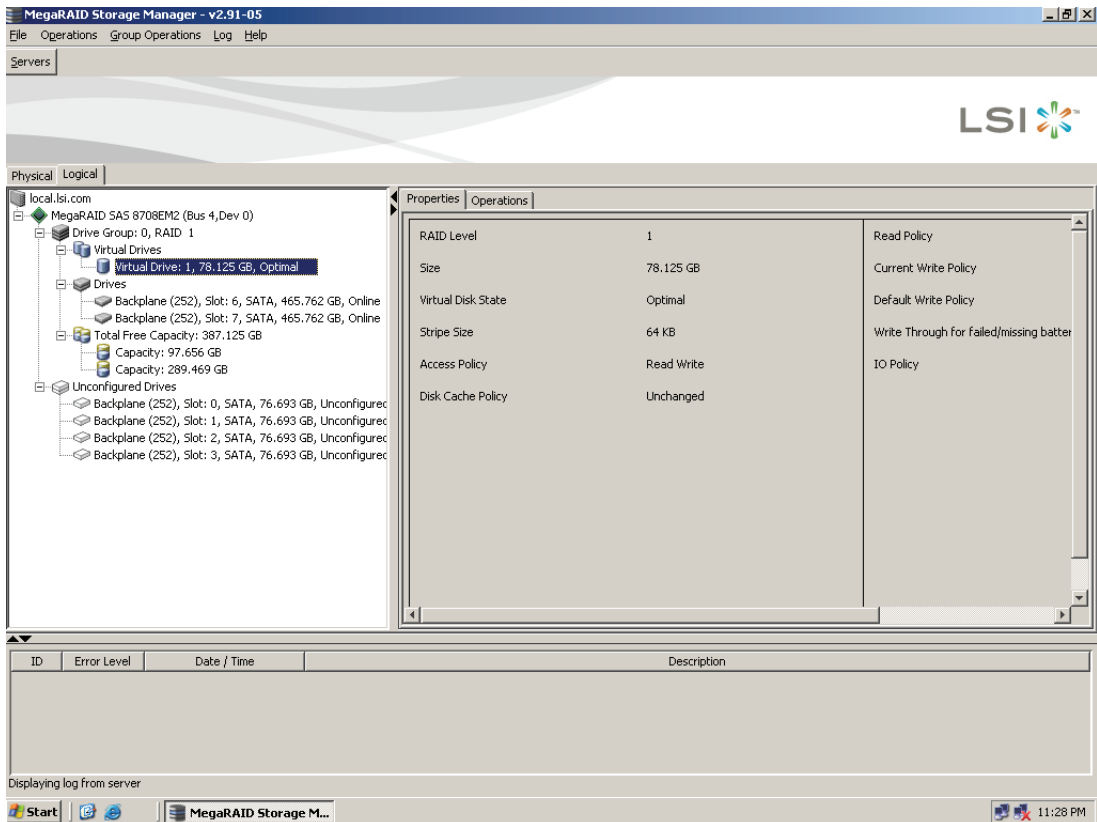 MegaRAID Storage Manager - v2.91-05
File Operations Group Operations Log Help
Servers
LSI
Physical Logical
local.lsi.com
MegaRAID SAS 8708EM2 (Bus 4,Dev 0)
Drive Group: 0, RAID 1
Virtual Drives
Virtual Drive: 1, 78.125 GB, Optimal
Drives
Backplane (252), Slot: 6, SATA, 465.762 GB, Online
Backplane (252), Slot: 7, SATA, 465.762 GB, Online
Total Free Capacity: 387.125 GB
Capacity: 97.656 GB
Capacity: 289.469 GB
Unconfigured Drives
Backplane (252), Slot: 0, SATA, 76.693 GB, Unconfigured
Backplane (252), Slot: 1, SATA, 76.693 GB, Unconfigured
Backplane (252), Slot: 2, SATA, 76.693 GB, Unconfigured
Backplane (252), Slot: 3, SATA, 76.693 GB, Unconfigured
Properties Operations
RAID Level 1 Read Policy
Size 78.125 GB Current Write Policy
Virtual Disk State Optimal Default Write Policy
Stripe Size 64 KB Write Through for failed/missing batter
Access Policy Read Write IO Policy
Disk Cache Policy Unchanged
ID Error Level Date / Time Description
Displaying log from server
Start MegaRAID Storage M... 11:28 PM